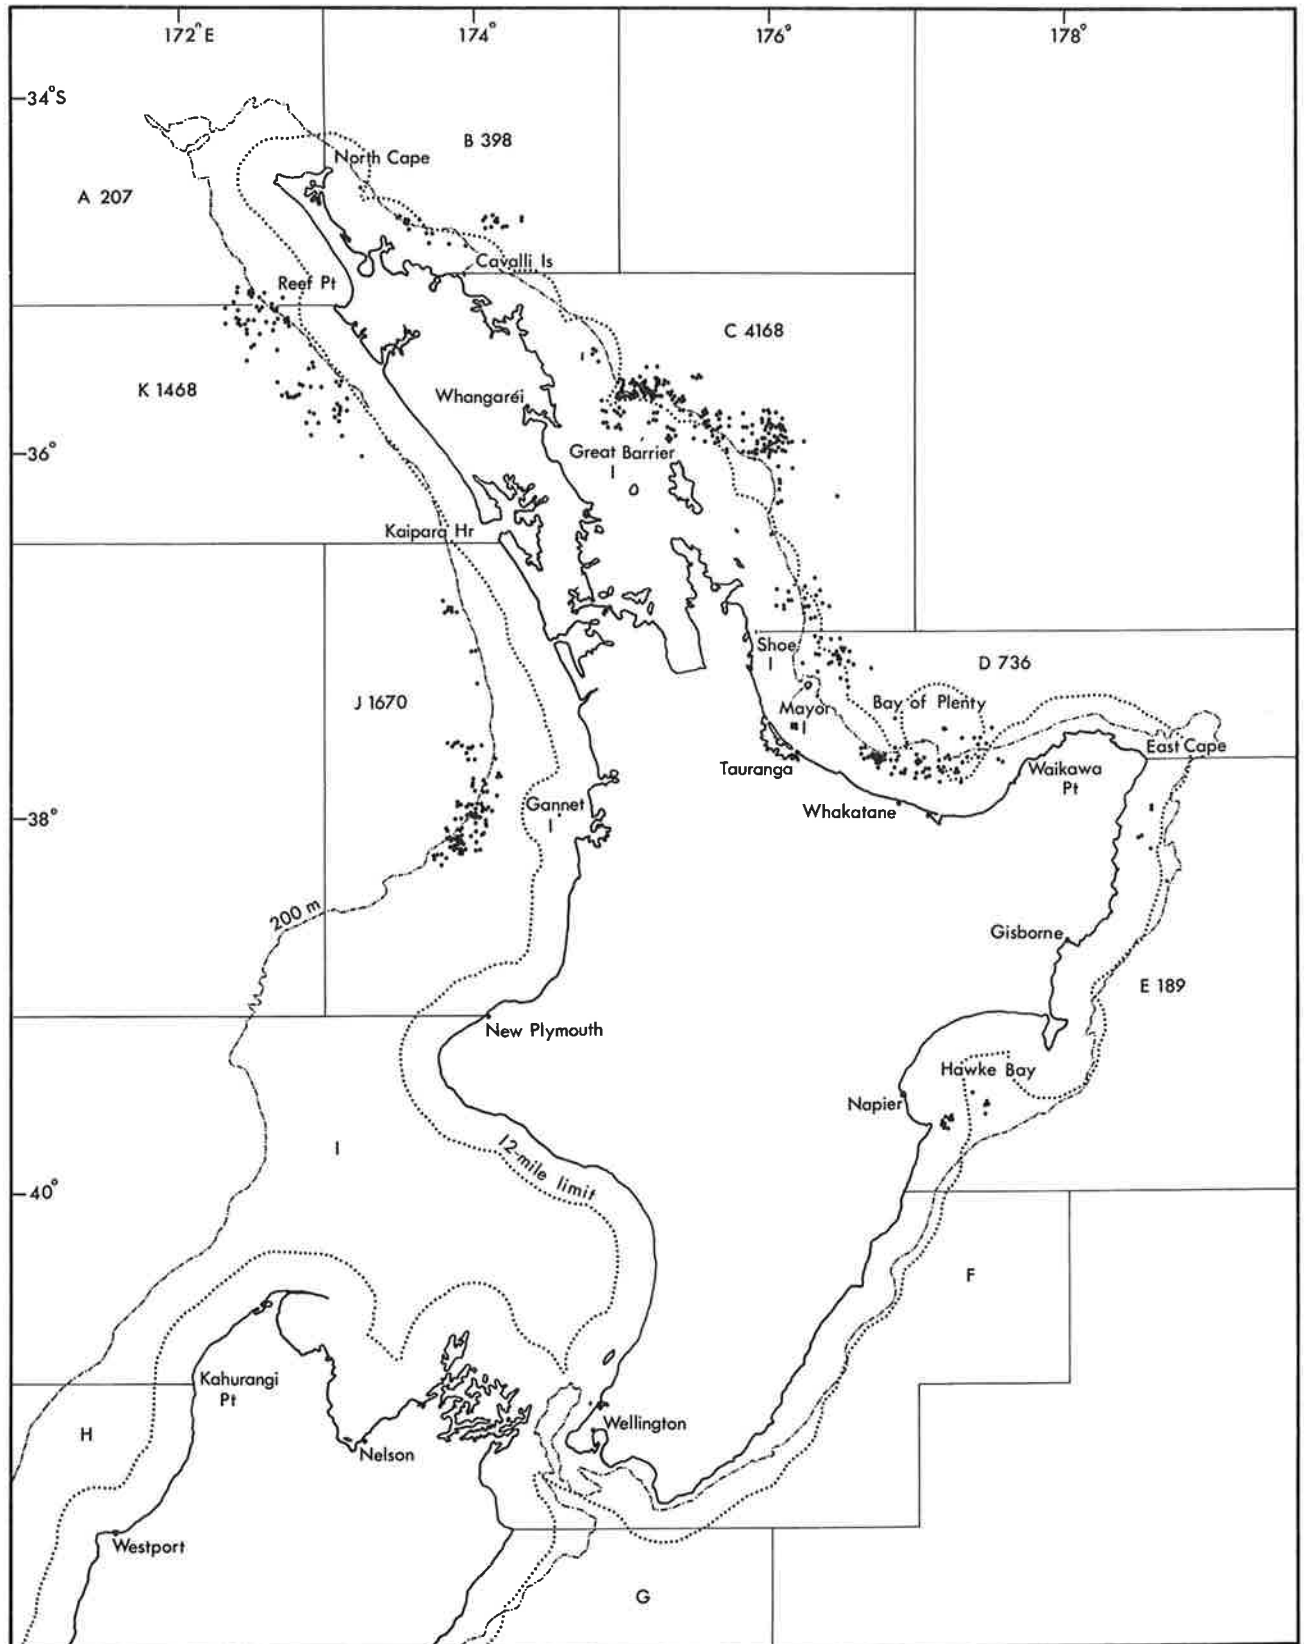 172°E
174°
176°
178°
34°S
B 398
North Cape
A 207
Cavalli Is
Reef Pt
C 4168
K 1468
Whangarei
36°
Great Barrier
I
Kaipara Hr
Shoe
I
D 736
J 1670
Bay of Plenty
Mayor
I
East Cape
Tauranga
Waikawa
Pt
Gannet
I
Whakatane
38°
200 m
Gisborne
E 189
New Plymouth
Hawke Bay
Napier
I
12-mile limit
40°
F
Kahurangi
Pt
H
Wellington
Nelson
Westport
G